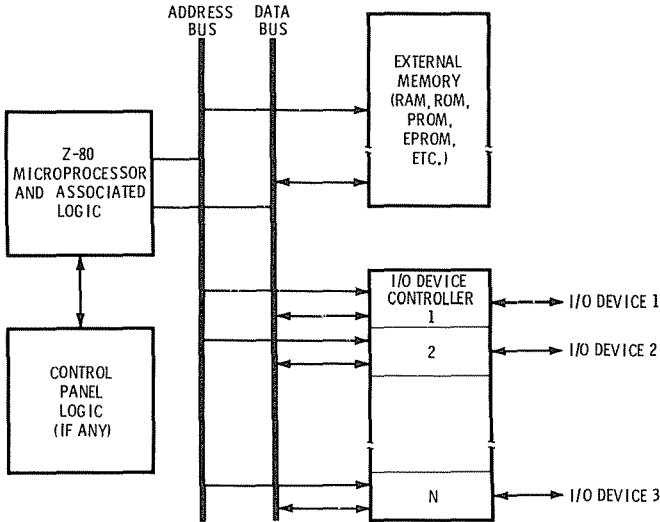 ADDRESS
BUS
DATA
BUS
EXTERNAL
MEMORY
(RAM, ROM,
PROM,
EPROM,
ETC.)
Z-80
MICROPROCESSOR
AND ASSOCIATED
LOGIC
I/O DEVICE
CONTROLLER
1
I/O DEVICE 1
2
I/O DEVICE 2
CONTROL
PANEL
LOGIC
(IF ANY)
N
I/O DEVICE 3